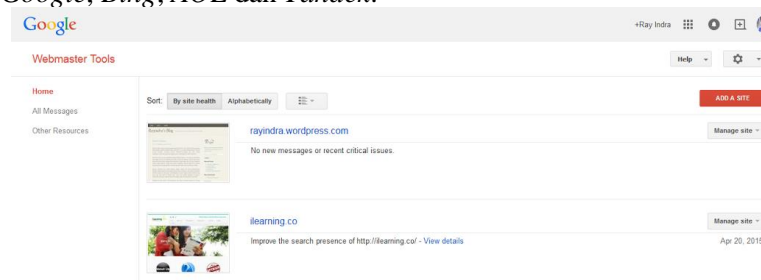 Google, Bing, AOL dan Yandex.
Google
+Ray Indra
Webmaster Tools
Help
Home
All Messages
Other Resources
Sort: By site health Alphabetically
ADD A SITE
rayindra.wordpress.com
Manage site
No new messages or recent critical issues.
ilearning.co
Manage site
Improve the search presence of http://ilearning.co/ - View details
Apr 20, 2015